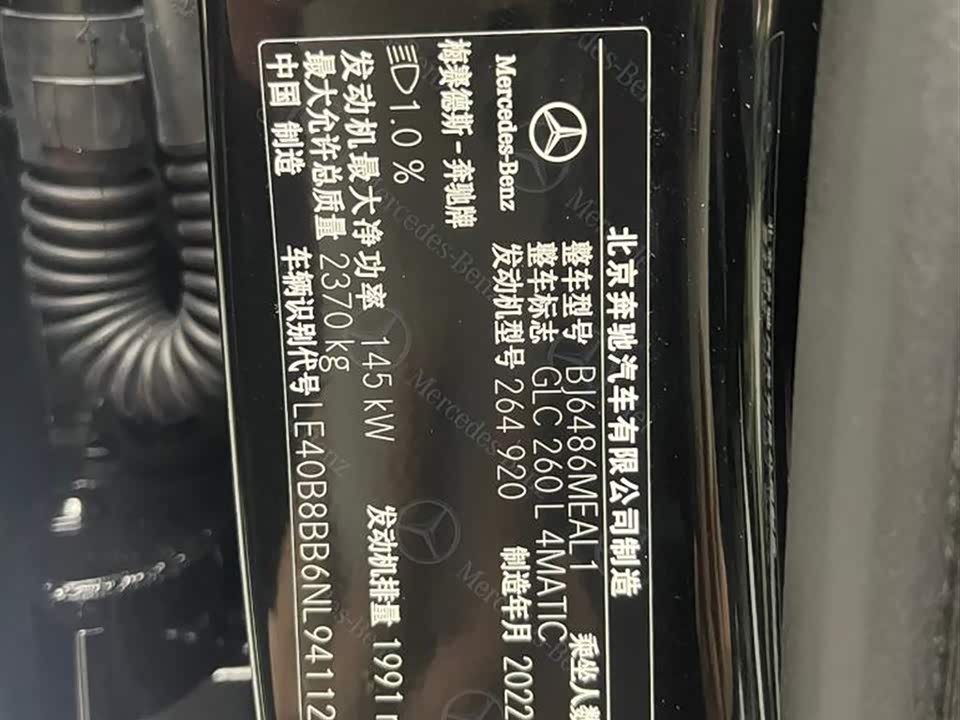 北京奔驰汽车有限公司制造
Mercedes-Benz
整车型号 BJ6486MEAL1 乘坐人数
整车标志 GLC 260 L 4MATIC
发动机型号 264 920 制造年月 2022
梅赛德斯-奔驰牌
1.0 %
发动机最大净功率 145 kW 发动机排量 1991
最大允许总质量 2370 kg
中国 制造 车辆识别代号 LE40B8BB6NL94112